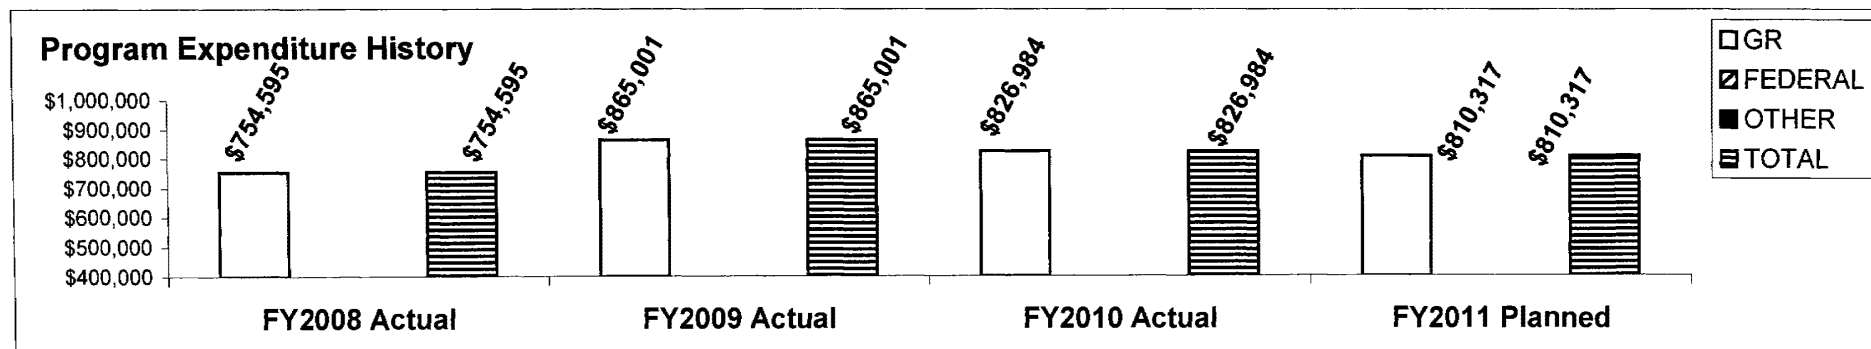 Program Expenditure History
$754,595
$754,595
$865,001
$865,001
$826,984
$826,984
$810,317
$810,317
GR
FEDERAL
OTHER
TOTAL
$1,000,000
$900,000
$800,000
$700,000
$600,000
$500,000
$400,000
FY2008 Actual
FY2009 Actual
FY2010 Actual
FY2011 Planned